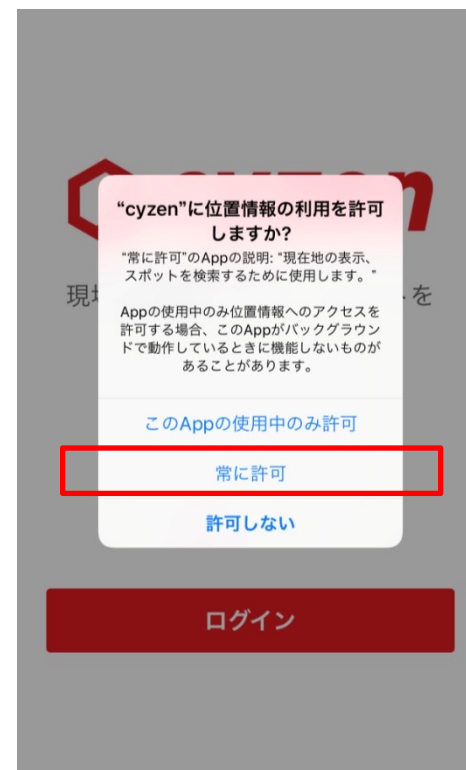 cyzen
“cyzen”に位置情報の利用を許可
しますか?
“常に許可”のAppの説明: “現在地の表示、
スポットを検索するために使用します。”
現
を
Appの使用中のみ位置情報へのアクセスを
許可する場合、このAppがバックグラウン
ドで動作しているときに機能しないものが
あることがあります。
このAppの使用中のみ許可
常に許可
許可しない
ログイン